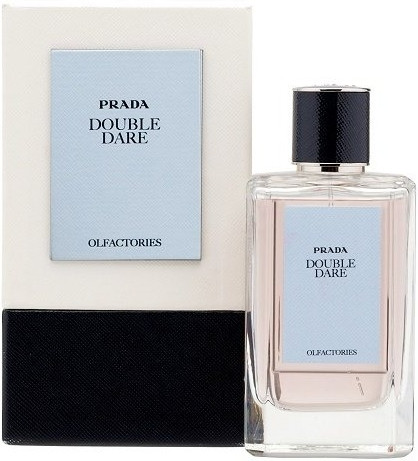 PRADA
DOUBLE
DARE
OLFACTORIES
PRADA
DOUBLE
DARE
OLFACTORIES